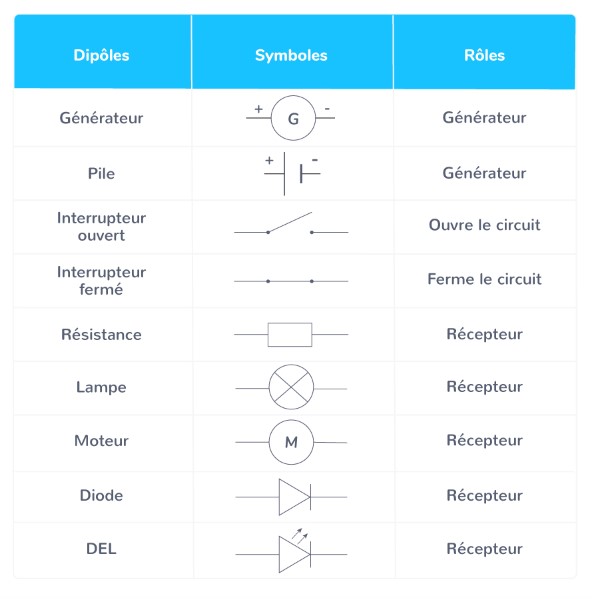 Dipôles Symboles Rôles
Générateur + G - Générateur
Pile + - Générateur
Interrupteur
ouvert Ouvre le circuit
Interrupteur
fermé Ferme le circuit
Résistance Récepteur
Lampe Récepteur
Moteur M Récepteur
Diode Récepteur
DEL Récepteur